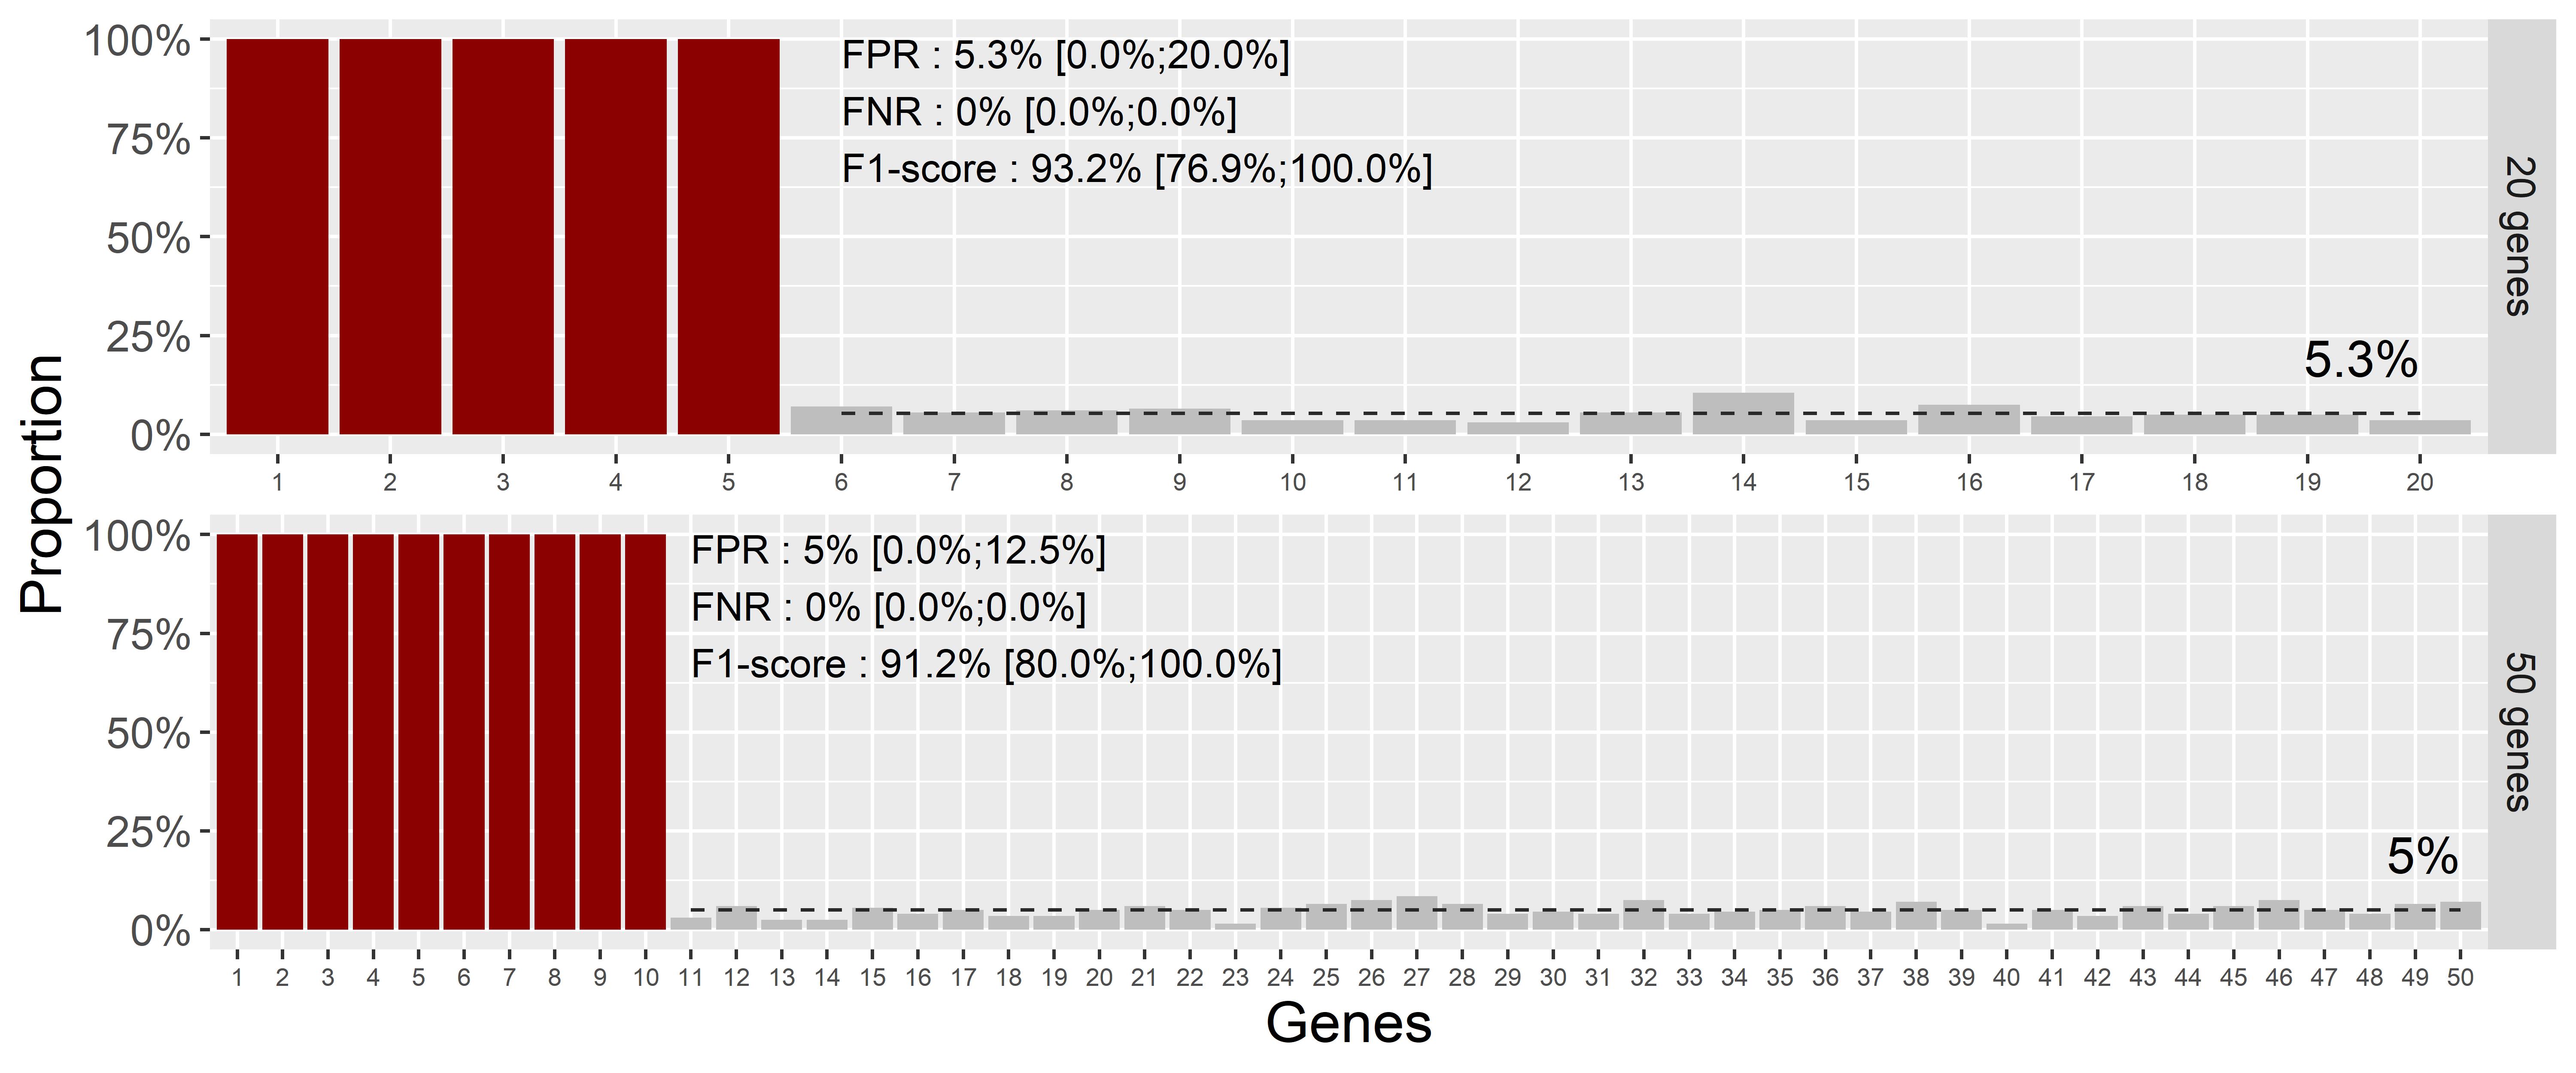 Proportion
100%
75%
50%
25%
0%
FPR : 5.3% [0.0%;20.0%]
FNR : 0% [0.0%;0.0%]
F1-score : 93.2% [76.9%;100.0%]
5.3%
20 genes
1 2 3 4 5 6 7 8 9 10 11 12 13 14 15 16 17 18 19 20
100%
75%
50%
25%
0%
FPR : 5% [0.0%;12.5%]
FNR : 0% [0.0%;0.0%]
F1-score : 91.2% [80.0%;100.0%]
5%
50 genes
1 2 3 4 5 6 7 8 9 10 11 12 13 14 15 16 17 18 19 20 21 22 23 24 25 26 27 28 29 30 31 32 33 34 35 36 37 38 39 40 41 42 43 44 45 46 47 48 49 50
Genes